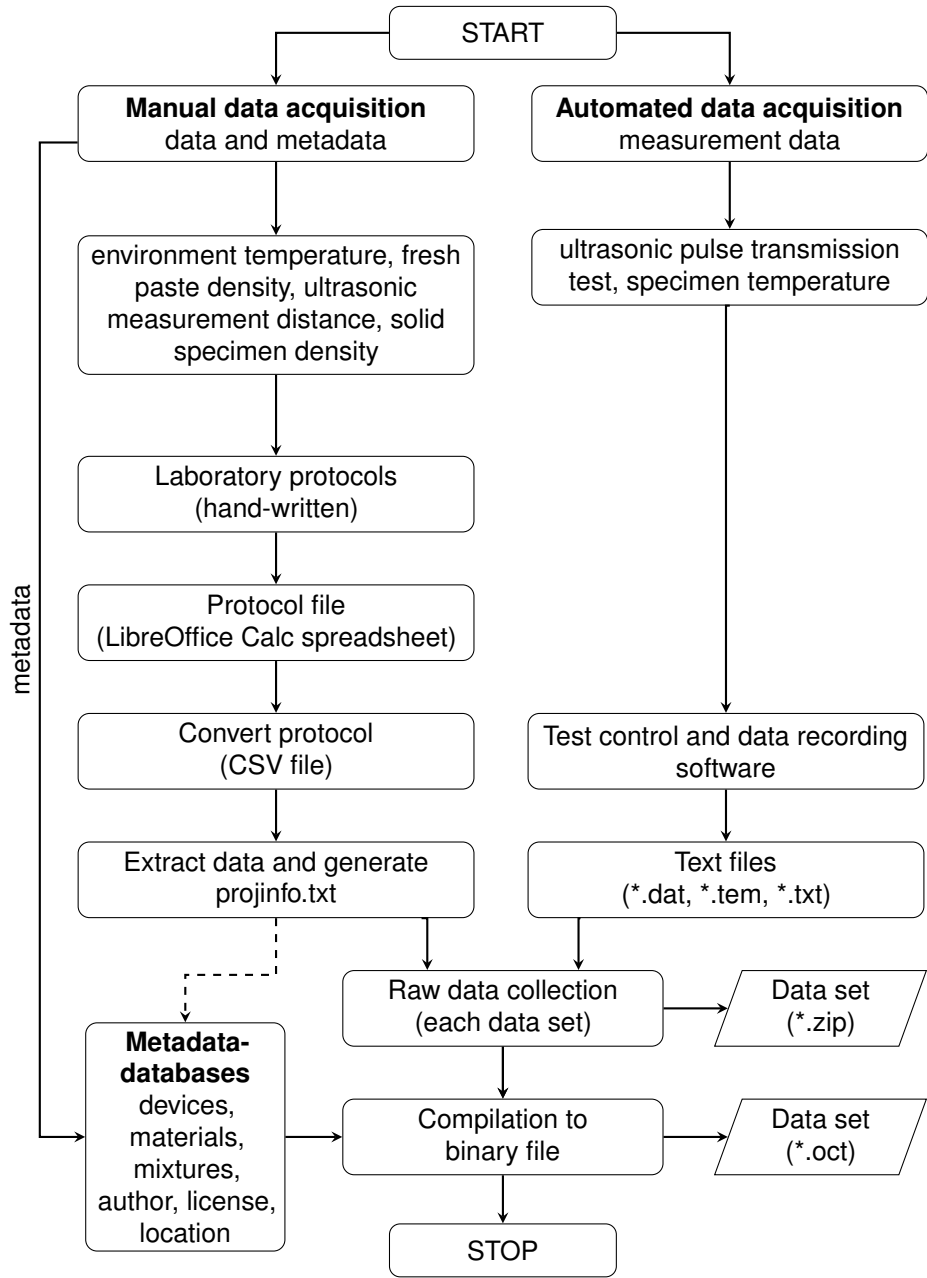 START
Manual data acquisition
data and metadata
Automated data acquisition
measurement data
environment temperature, fresh
paste density, ultrasonic
measurement distance, solid
specimen density
ultrasonic pulse transmission
test, specimen temperature
Laboratory protocols
(hand-written)
Protocol file
(LibreOffice Calc spreadsheet)
metadata
Convert protocol
(CSV file)
Test control and data recording
software
Extract data and generate
projinfo.txt
Text files
(*.dat, *.tem, *.txt)
Raw data collection
(each data set)
Data set
(*.zip)
Metadata-
databases
devices,
materials,
mixtures,
author, license,
location
Compilation to
binary file
Data set
(*.oct)
STOP